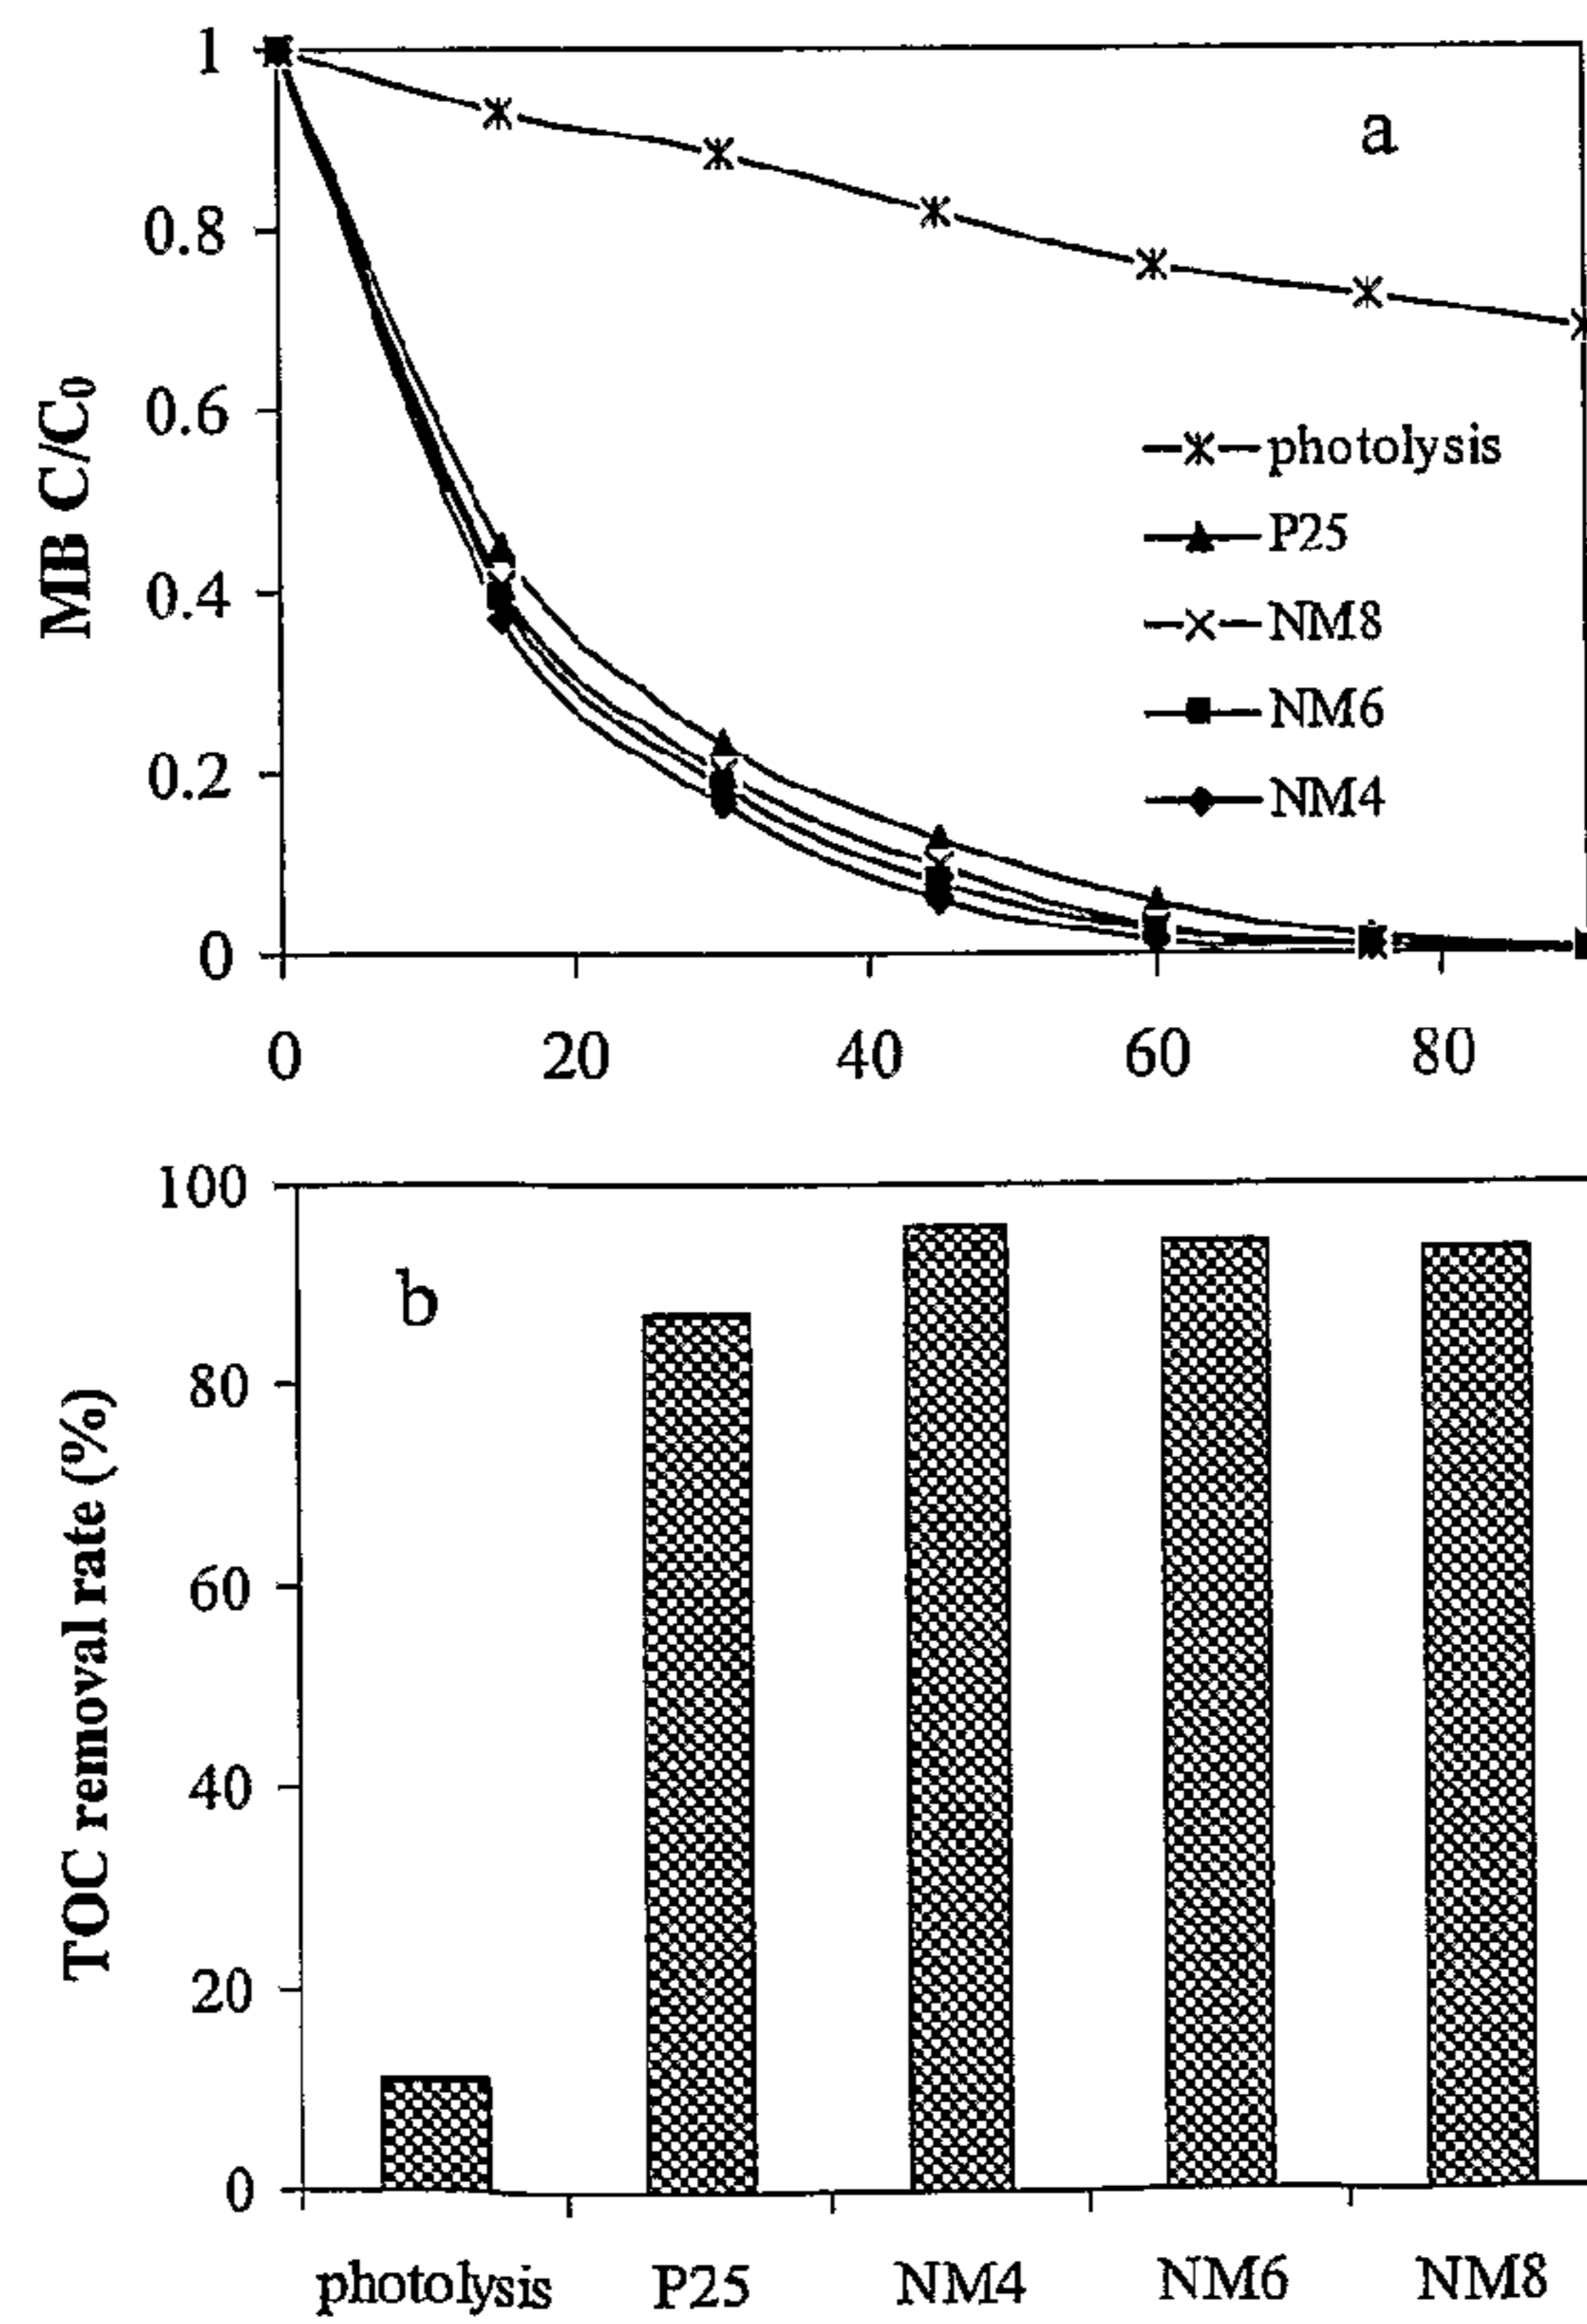 1
a
0.8
0.6
0.4
0.2
0
MB C/C₀
photolysis
P25
NM8
NM6
NM4
0 20 40 60 80
100
b
80
60
40
20
0
TOC removal rate (%)
photolysis P25 NM4 NM6 NM8